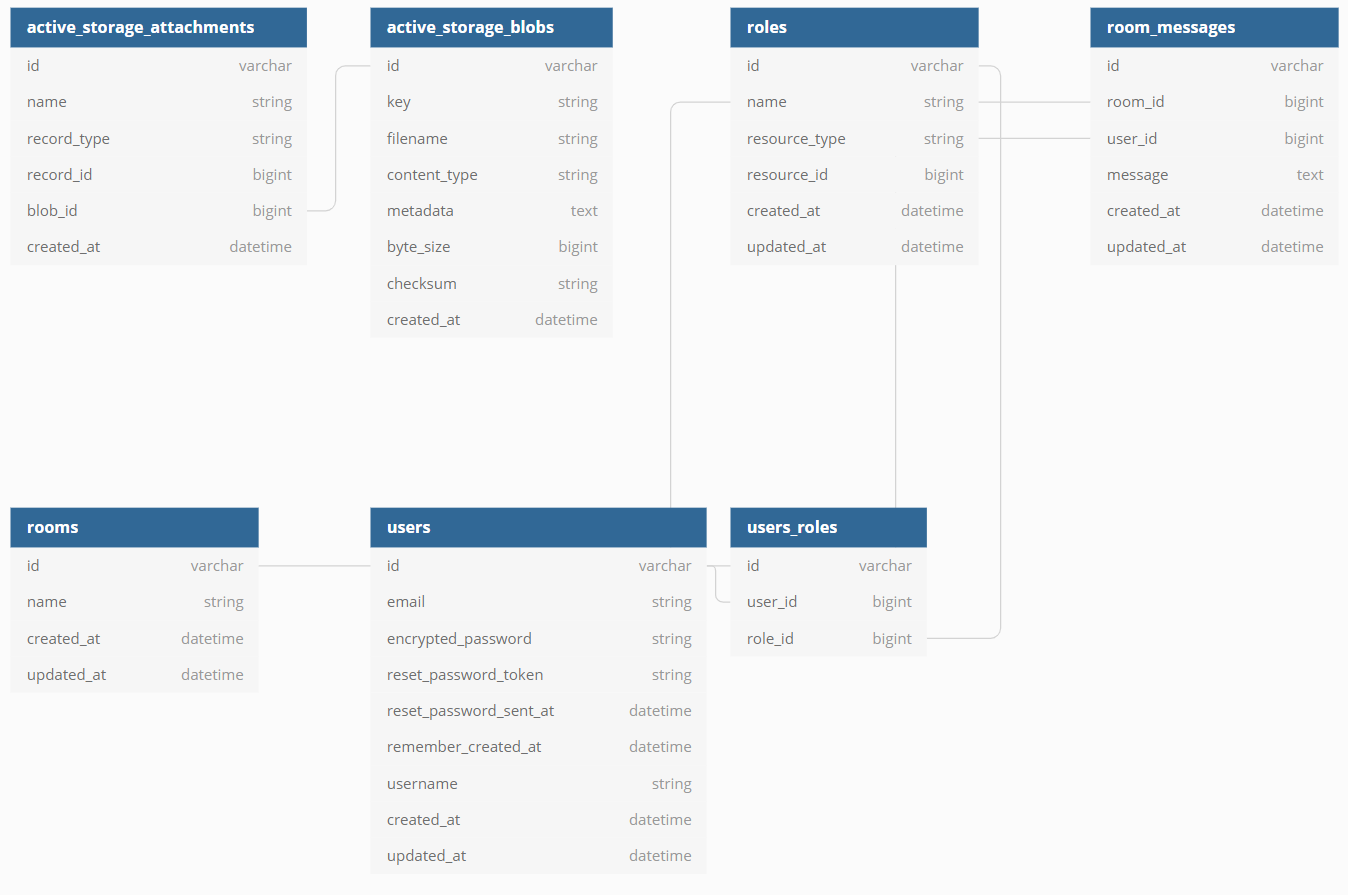 active_storage_attachments
id varchar
name string
record_type string
record_id bigint
blob_id bigint
created_at datetime
active_storage_blobs
id varchar
key string
filename string
content_type string
metadata text
byte_size bigint
checksum string
created_at datetime
roles
id varchar
name string
resource_type string
resource_id bigint
created_at datetime
updated_at datetime
room_messages
id varchar
room_id bigint
user_id bigint
message text
created_at datetime
updated_at datetime
rooms
id varchar
name string
created_at datetime
updated_at datetime
users
id varchar
email string
encrypted_password string
reset_password_token string
reset_password_sent_at datetime
remember_created_at datetime
username string
created_at datetime
updated_at datetime
users_roles
id varchar
user_id bigint
role_id bigint